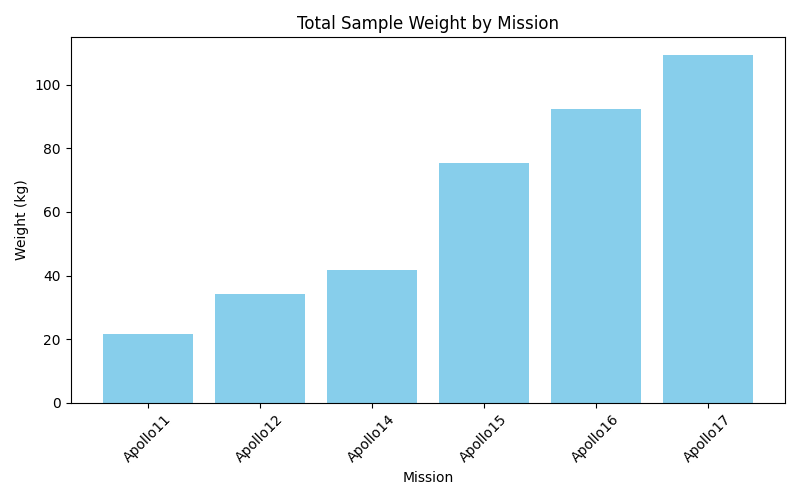 Total Sample Weight by Mission
Weight (kg)
100
80
60
40
20
0
Apollo11
Apollo12
Apollo14
Apollo15
Apollo16
Apollo17
Mission